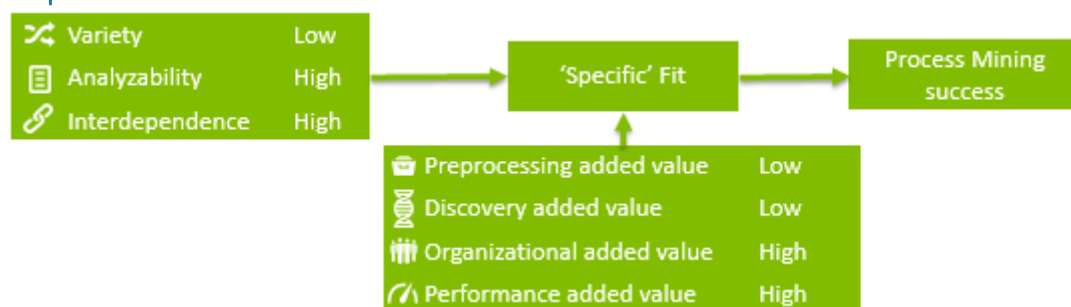 Variety Low
Analyzability High
Interdependence High
'Specific' Fit
Process Mining
success
Preprocessing added value Low
Discovery added value Low
Organizational added value High
Performance added value High